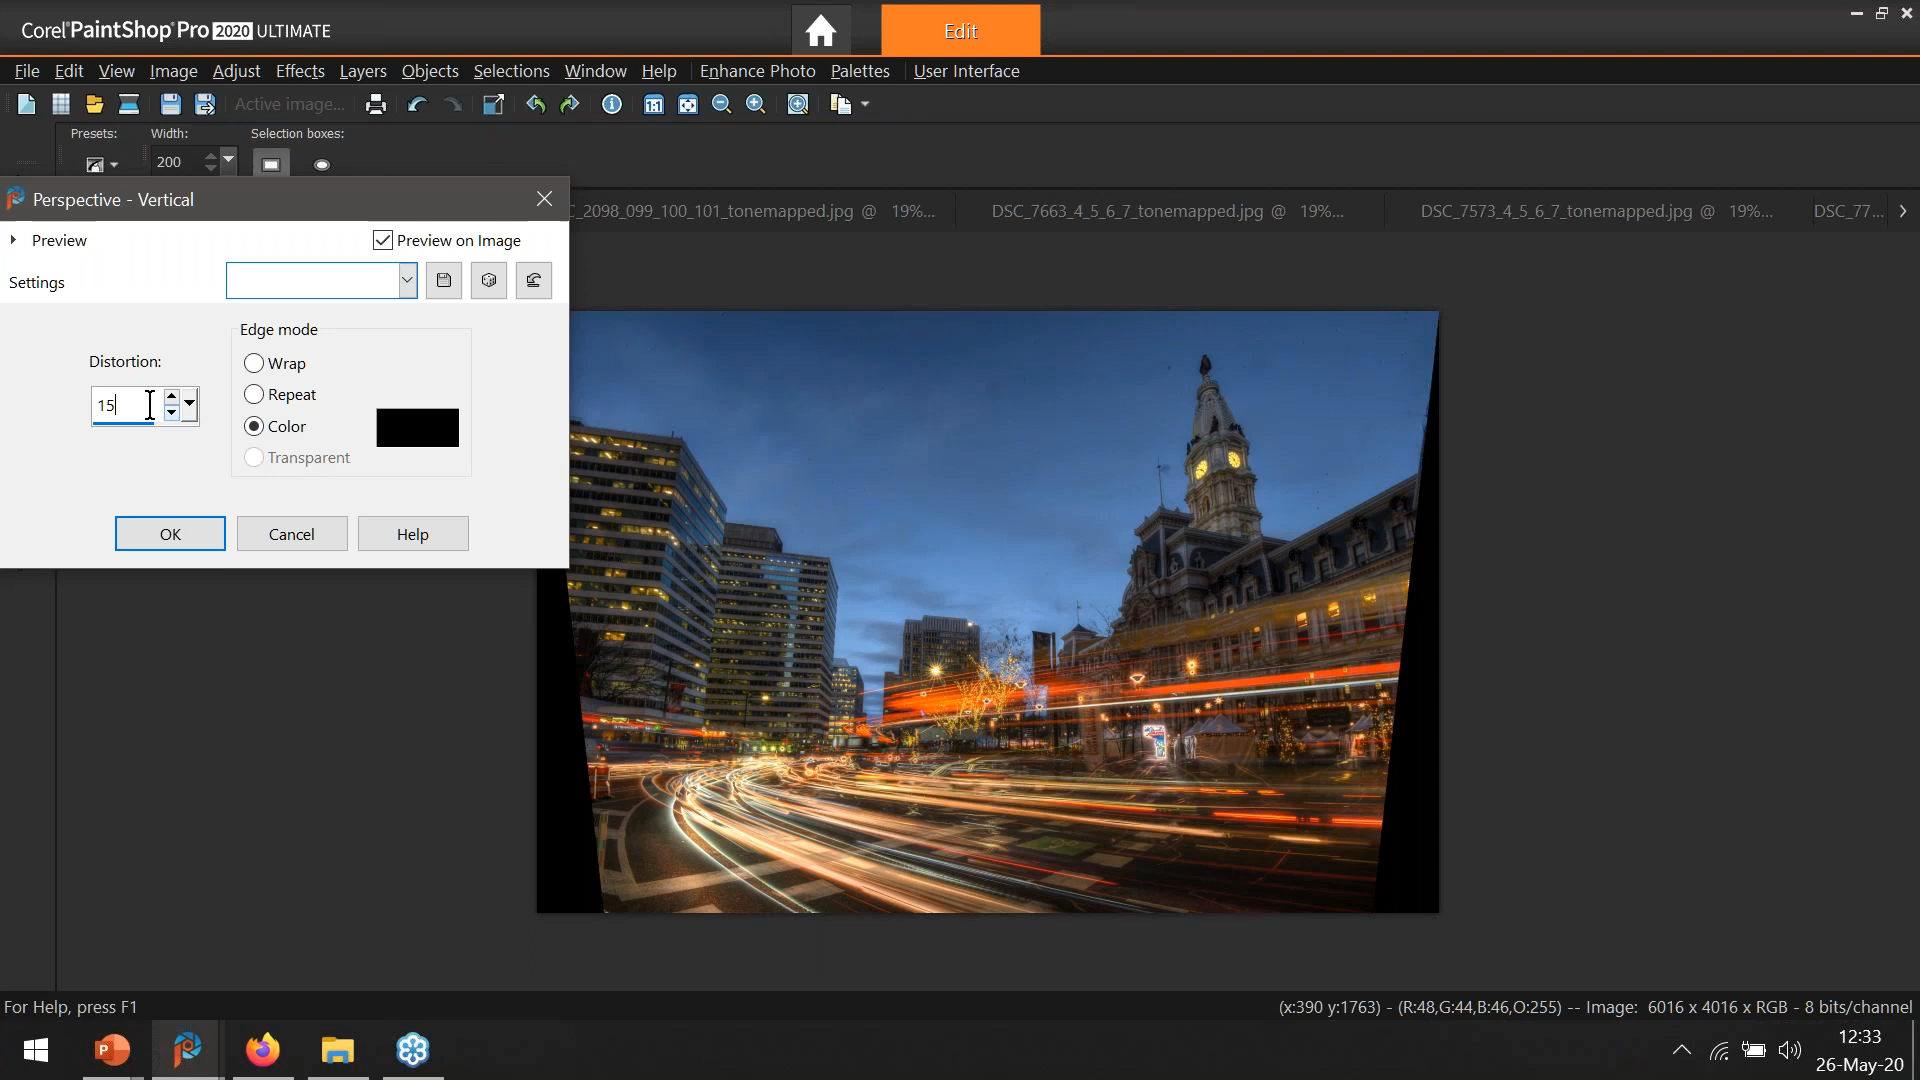 Corel PaintShop Pro 2020 ULTIMATE
Edit
File Edit View Image Adjust Effects Layers Objects Selections Window Help Enhance Photo Palettes User Interface
Active image...
Presets: Width: Selection boxes:
200
Perspective - Vertical
C_2098_099_100_101_tonemapped.jpg @ 19%... DSC_7663_4_5_6_7_tonemapped.jpg @ 19%... DSC_7573_4_5_6_7_tonemapped.jpg @ 19%... DSC_77...
Preview Preview on Image
Settings
Edge mode
Distortion:
Wrap
Repeat
15
Color
Transparent
OK Cancel Help
For Help, press F1
(x:390 y:1763) - (R:48,G:44,B:46,O:255) -- Image: 6016 x 4016 x RGB - 8 bits/channel
12:33
26-May-20